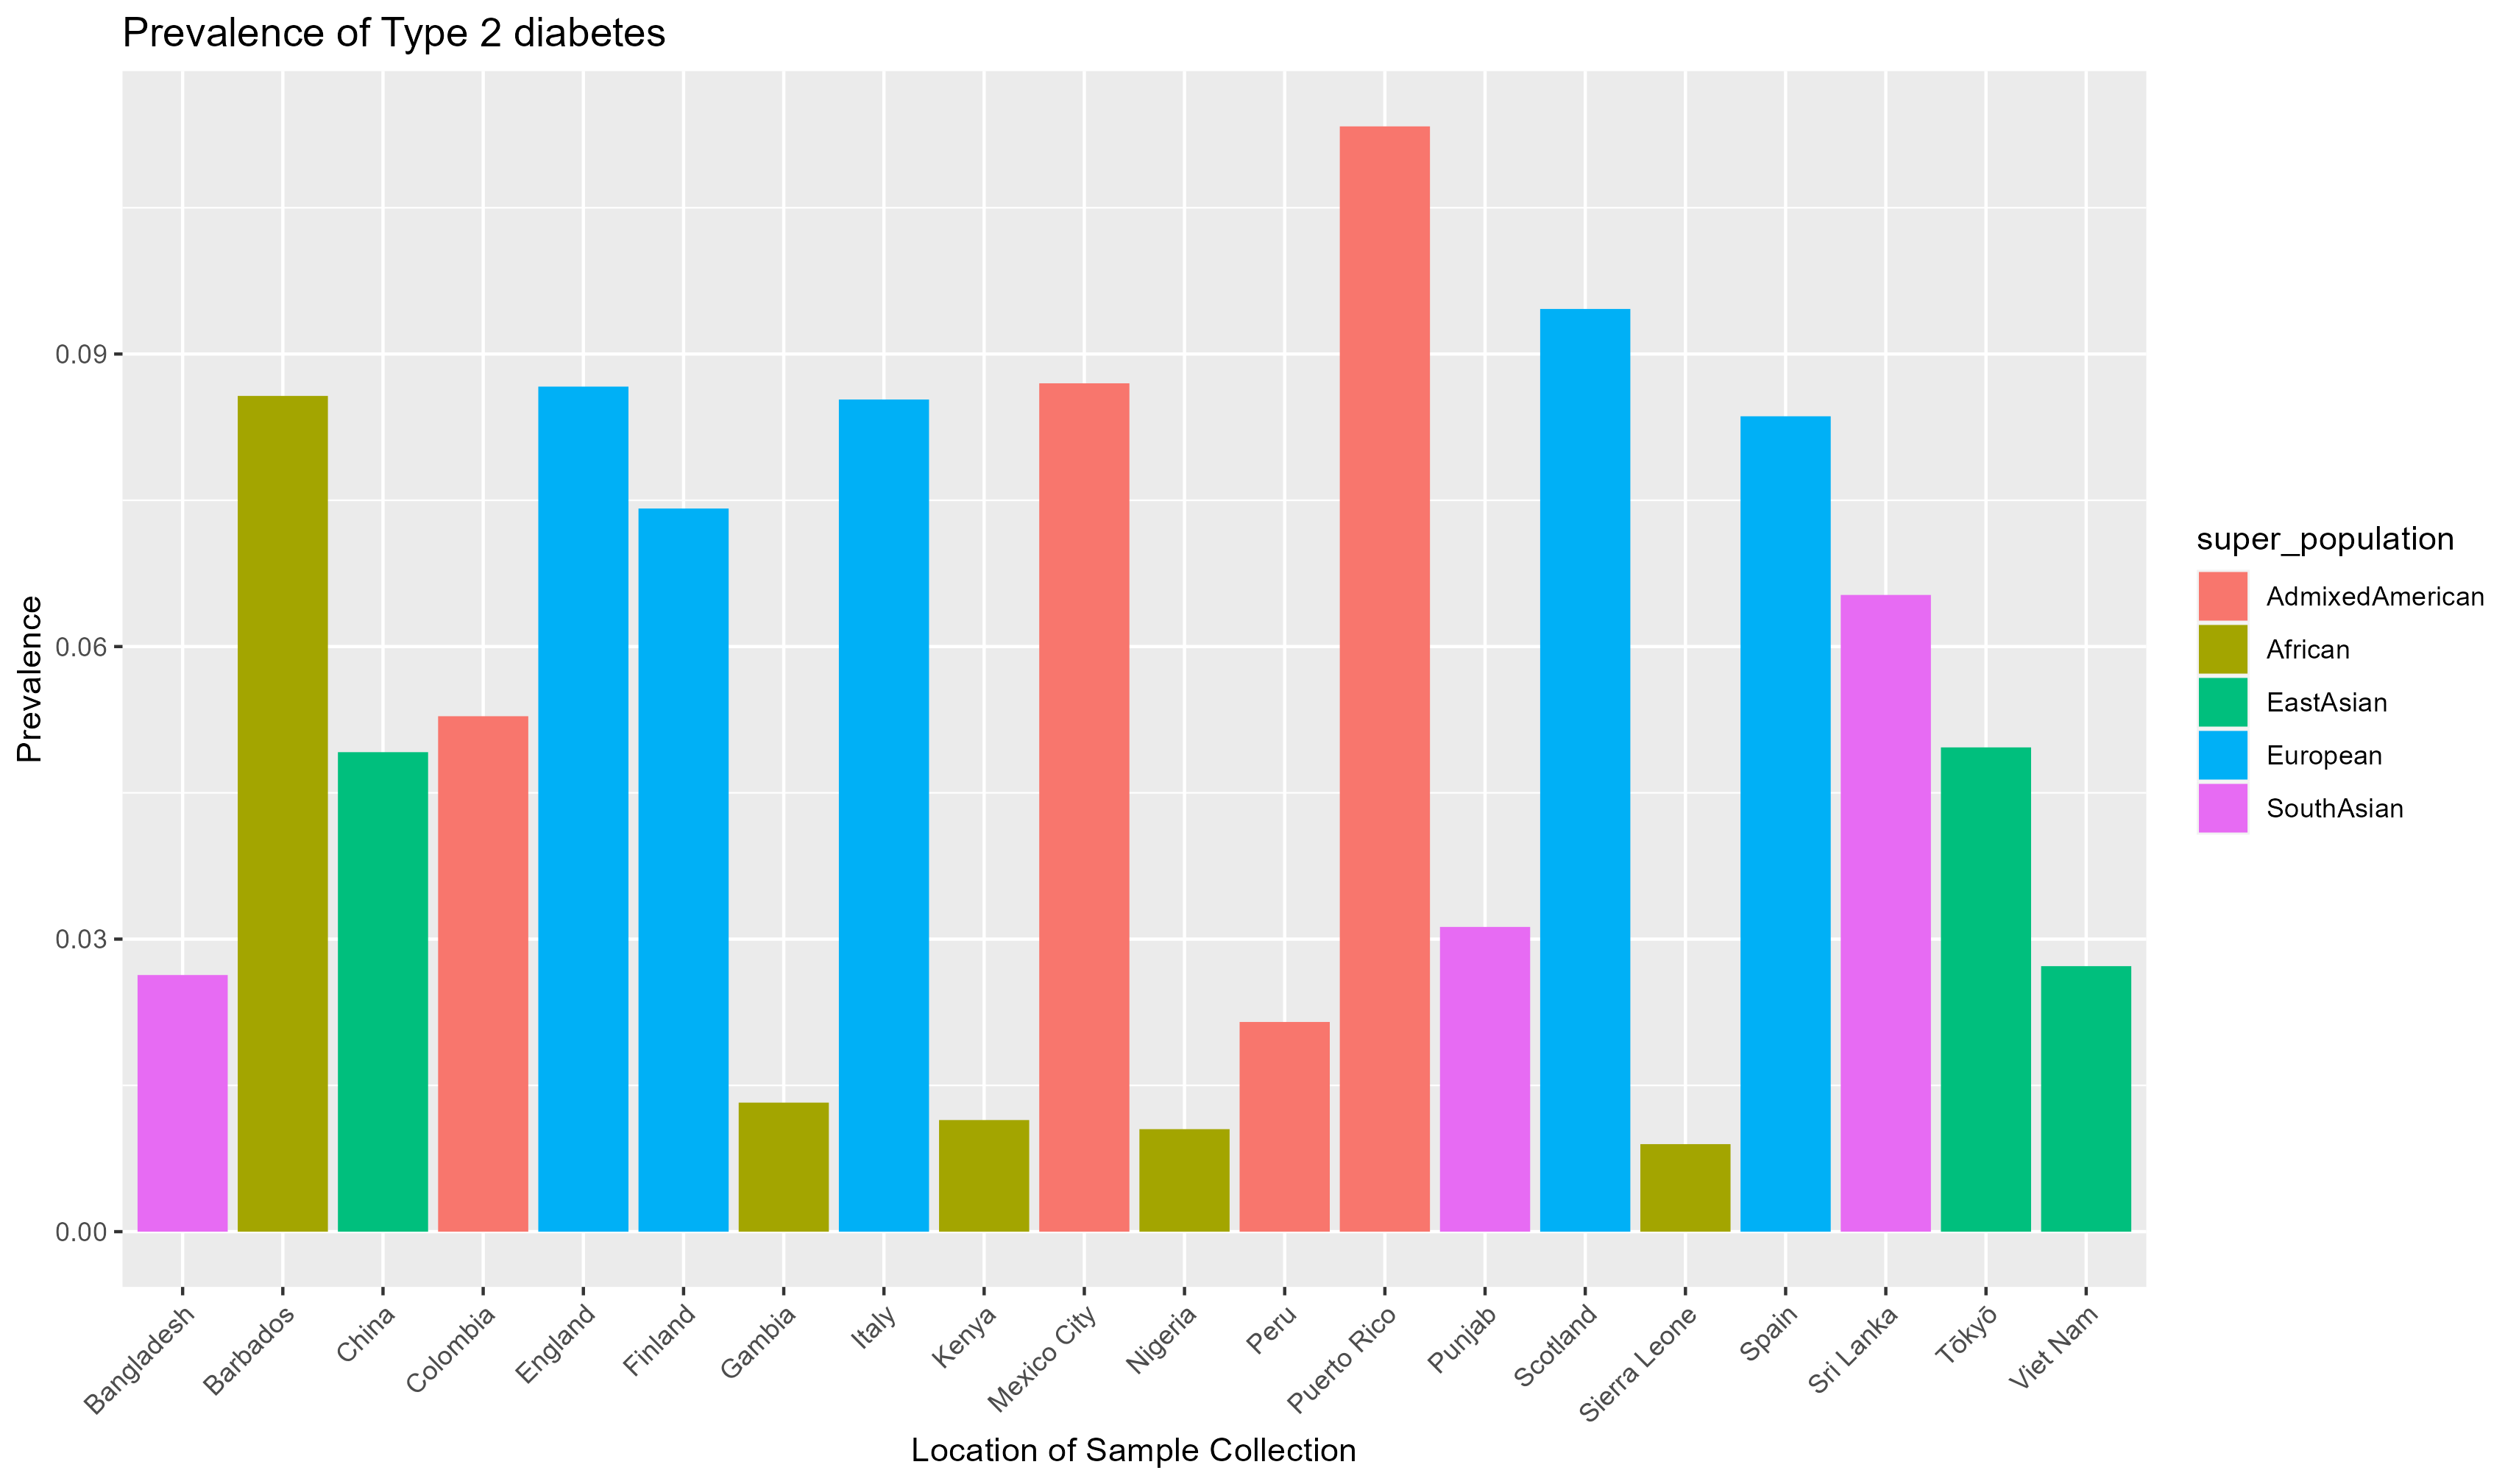 Prevalence of Type 2 diabetes
Prevalence
0.09
0.06
0.03
0.00
Bangladesh
Barbados
China
Colombia
England
Finland
Gambia
Italy
Kenya
Mexico City
Nigeria
Peru
Puerto Rico
Punjab
Scotland
Sierra Leone
Spain
Sri Lanka
Tōkyō
Viet Nam
Location of Sample Collection
super_population
AdmixedAmerican
African
EastAsian
European
SouthAsian